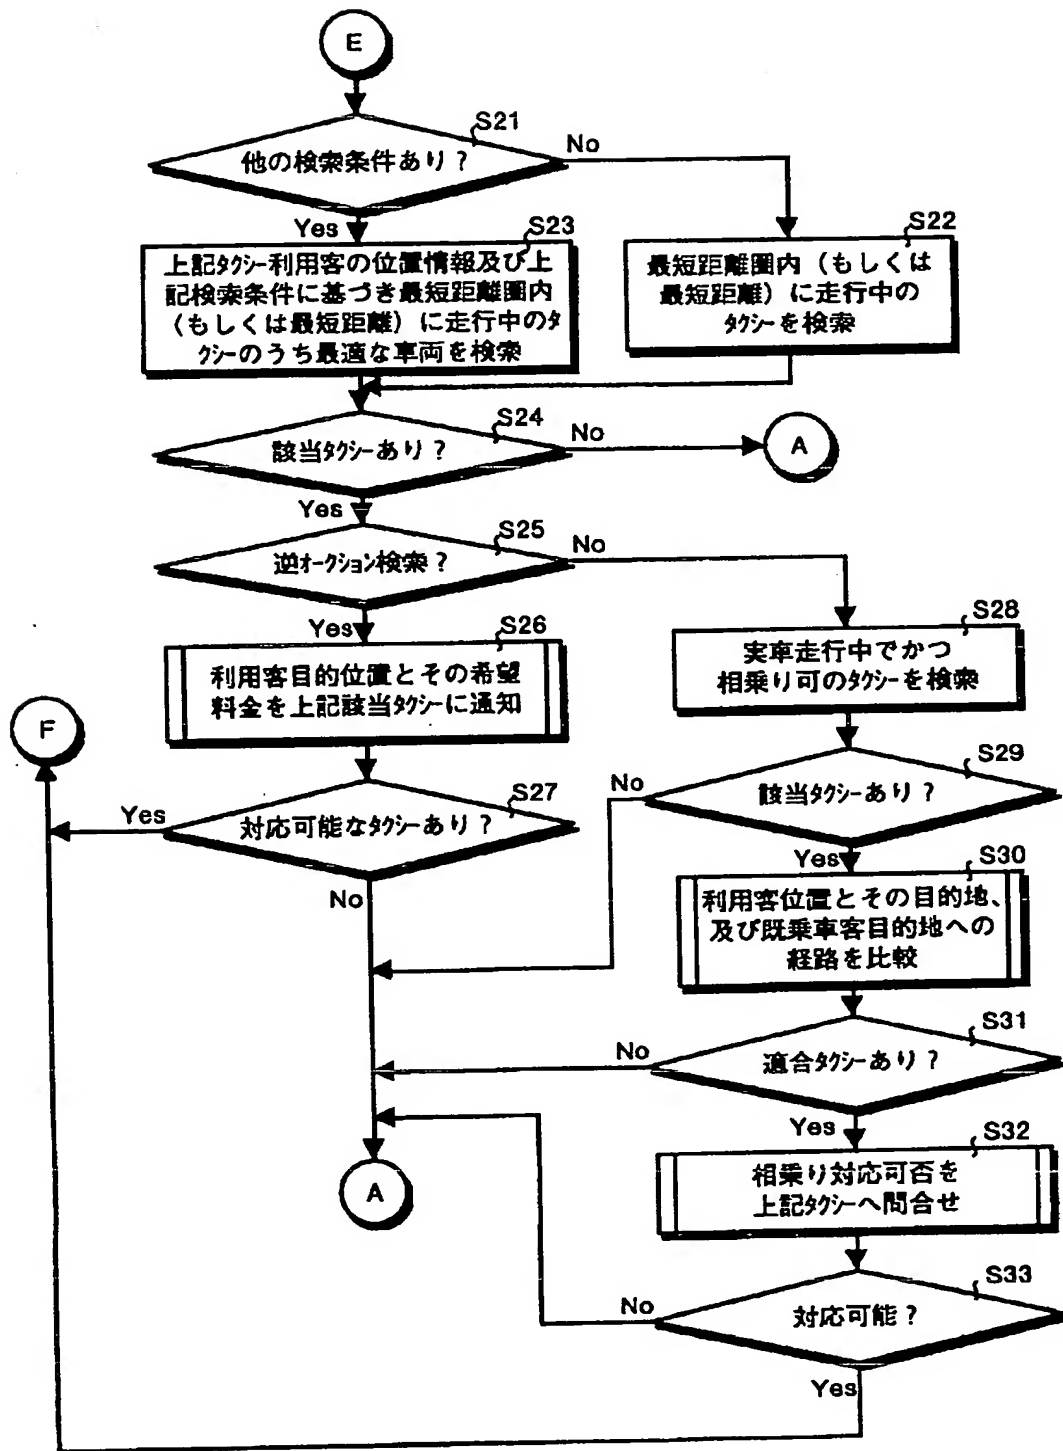 E
S21
他の検索条件あり？
No
Yes
S23
上記タクシー利用客の位置情報及び上
記検索条件に基づき最短距離圏内
（もしくは最短距離）に走行中のタ
クシーのうち最適な車両を検索
S22
最短距離圏内（もしくは
最短距離）に走行中の
タクシーを検索
S24
該当タクシーあり？
No
A
Yes
S25
逆オークション検索？
No
Yes
S26
利用客目的位置とその希望
料金を上記該当タクシーに通知
S28
実車走行中でかつ
相乗り可のタクシーを検索
F
S27
対応可能なタクシーあり？
Yes
No
S29
該当タクシーあり？
No
Yes
S30
利用客位置とその目的地、
及び既乗車客目的地への
経路を比較
S31
適合タクシーあり？
No
Yes
A
S32
相乗り対応可否を
上記タクシーへ問合せ
S33
対応可能？
No
Yes